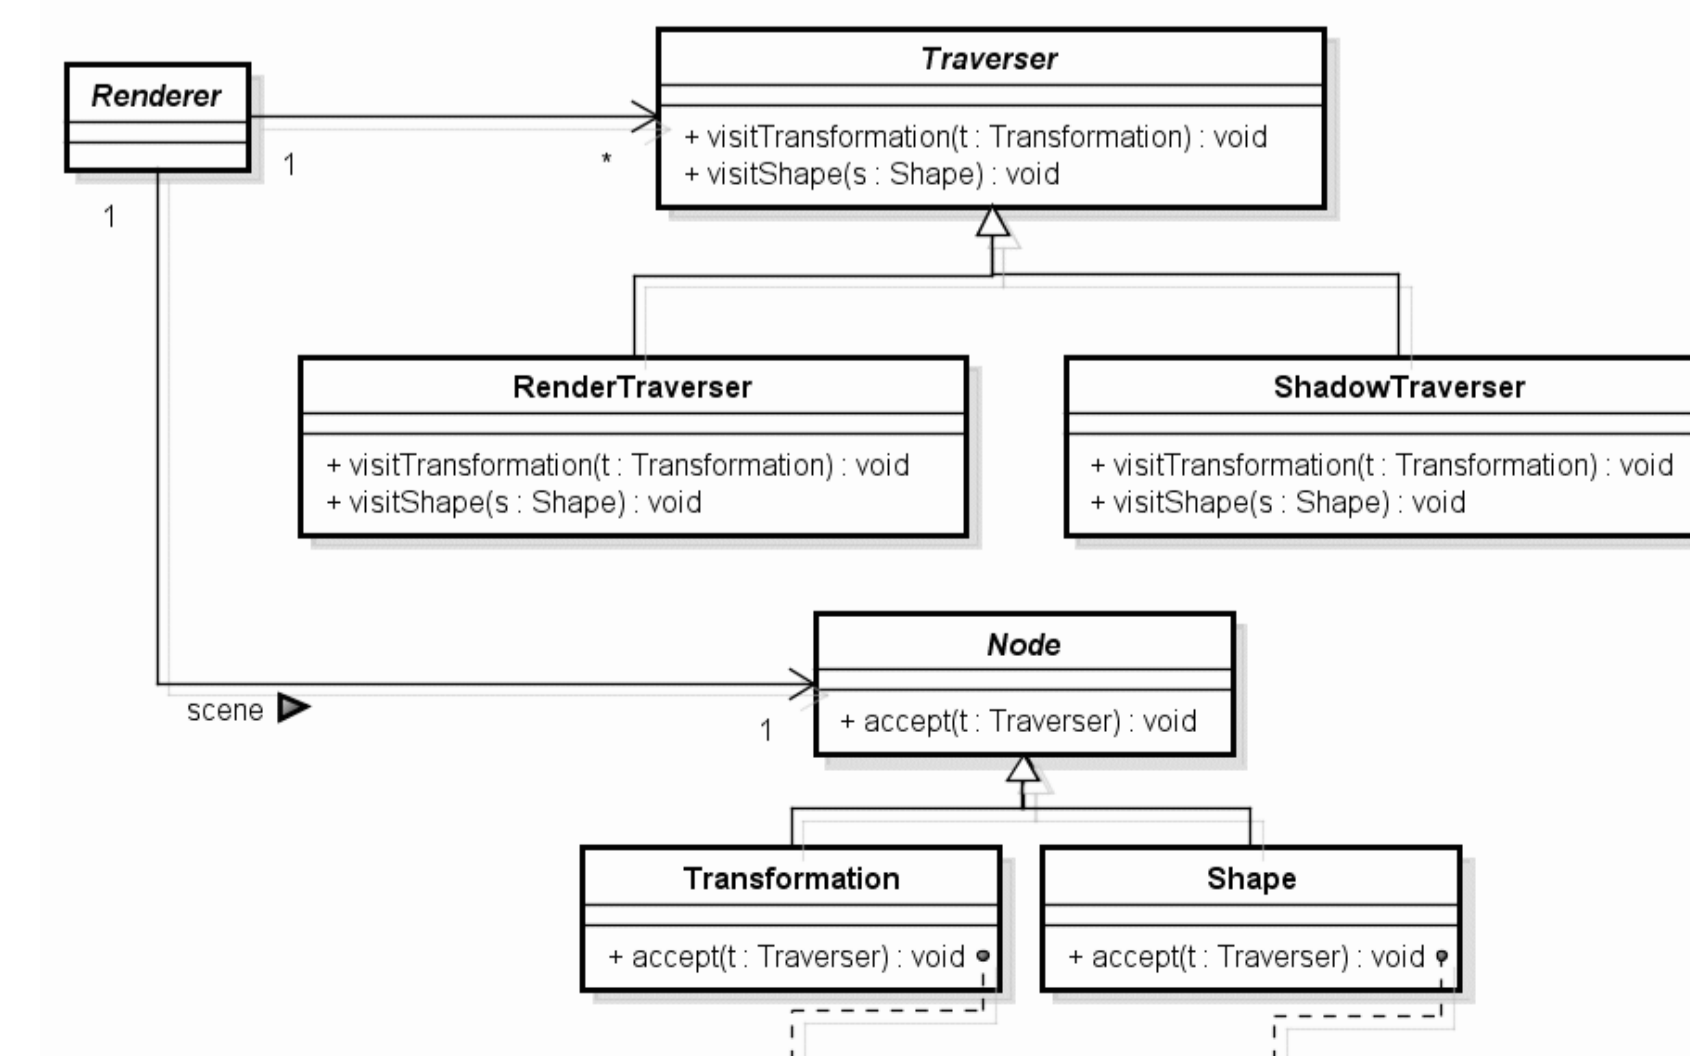 Renderer
1
*
1
Traverser
+ visitTransformation(t : Transformation) : void
+ visitShape(s : Shape) : void
RenderTraverser
+ visitTransformation(t : Transformation) : void
+ visitShape(s : Shape) : void
ShadowTraverser
+ visitTransformation(t : Transformation) : void
+ visitShape(s : Shape) : void
scene
1
Node
+ accept(t : Traverser) : void
Transformation
+ accept(t : Traverser) : void
Shape
+ accept(t : Traverser) : void